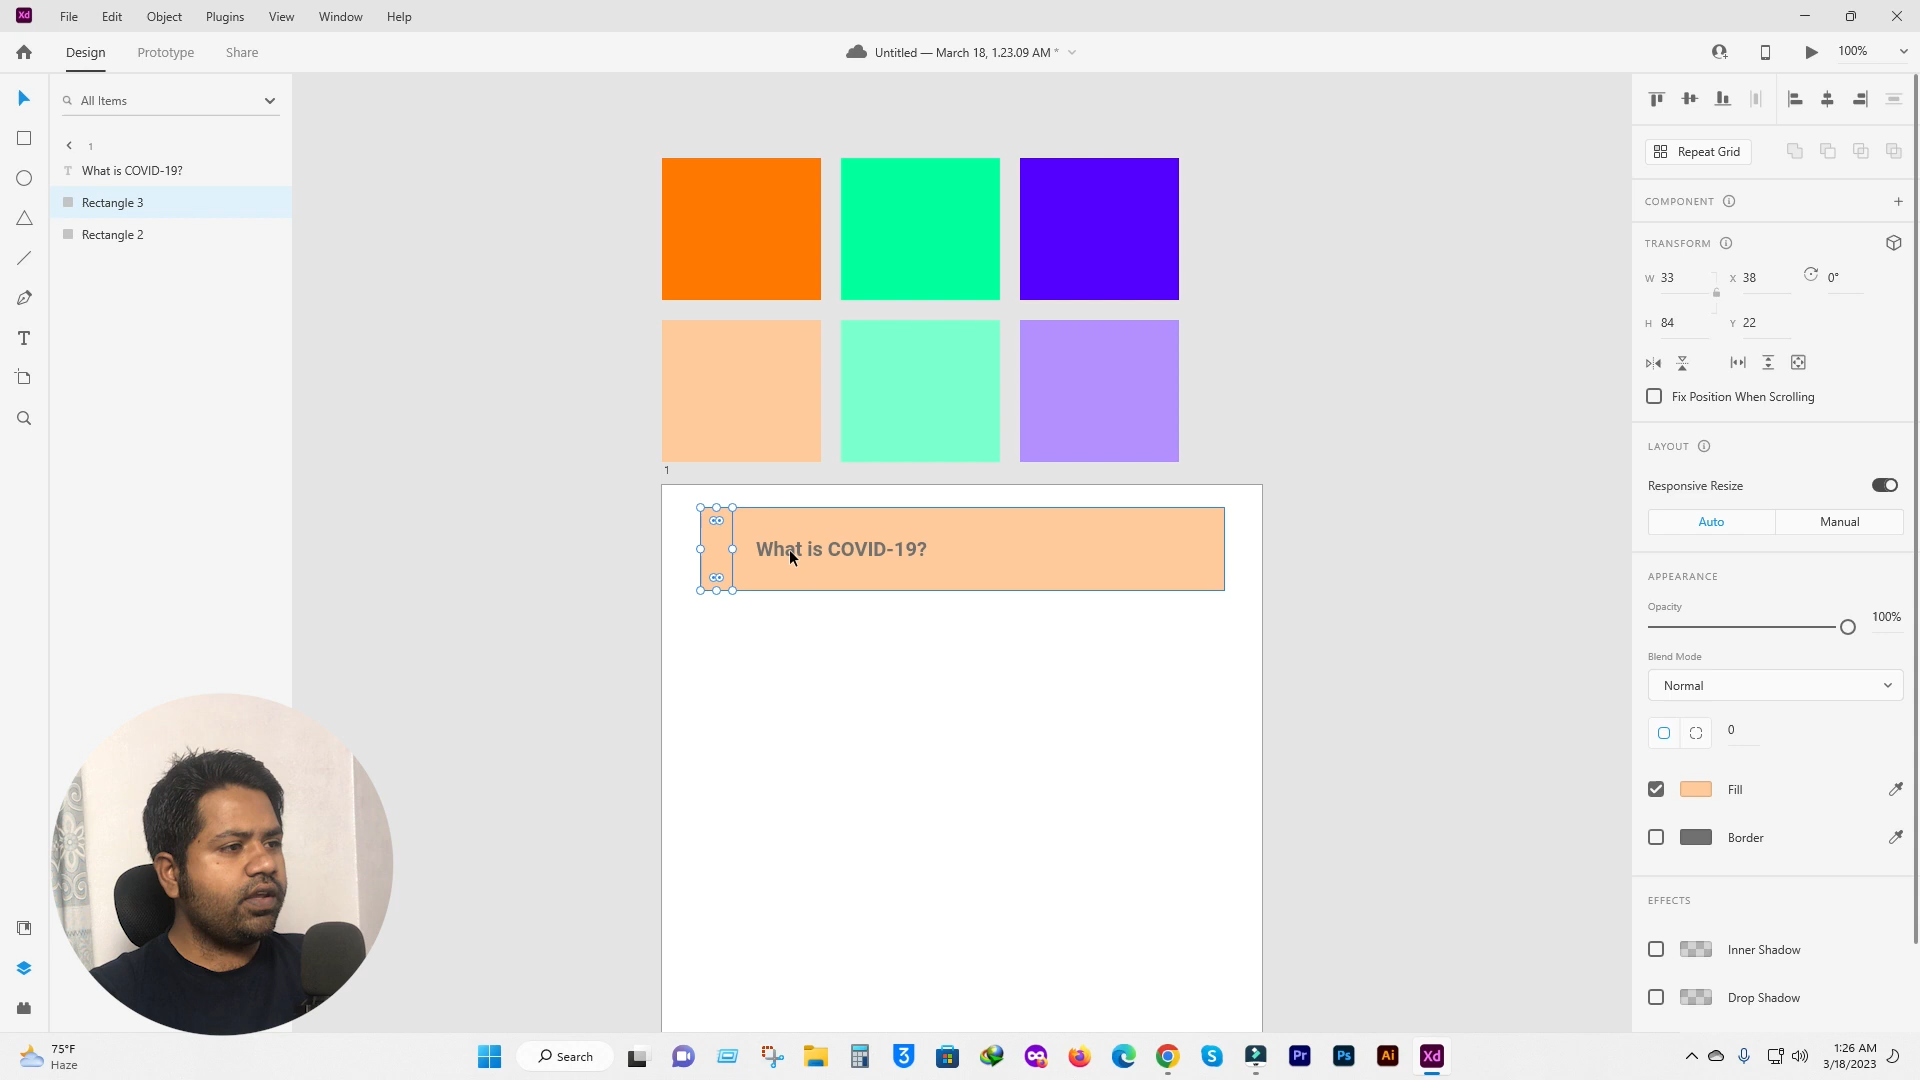 Xd File Edit Object Plugins View Window Help
Design Prototype Share
Untitled — March 18, 1.23.09 AM *
100%
All Items
1
What is COVID-19?
Rectangle 3
Rectangle 2
1
What is COVID-19?
Repeat Grid
COMPONENT
TRANSFORM
W 33 X 38 0°
H 84 Y 22
Fix Position When Scrolling
LAYOUT
Responsive Resize
Auto Manual
APPEARANCE
Opacity
100%
Blend Mode
Normal
0
Fill
Border
EFFECTS
Inner Shadow
Drop Shadow
75°F
Haze
Search
Pr Ps Ai Xd
1:26 AM
3/18/2023